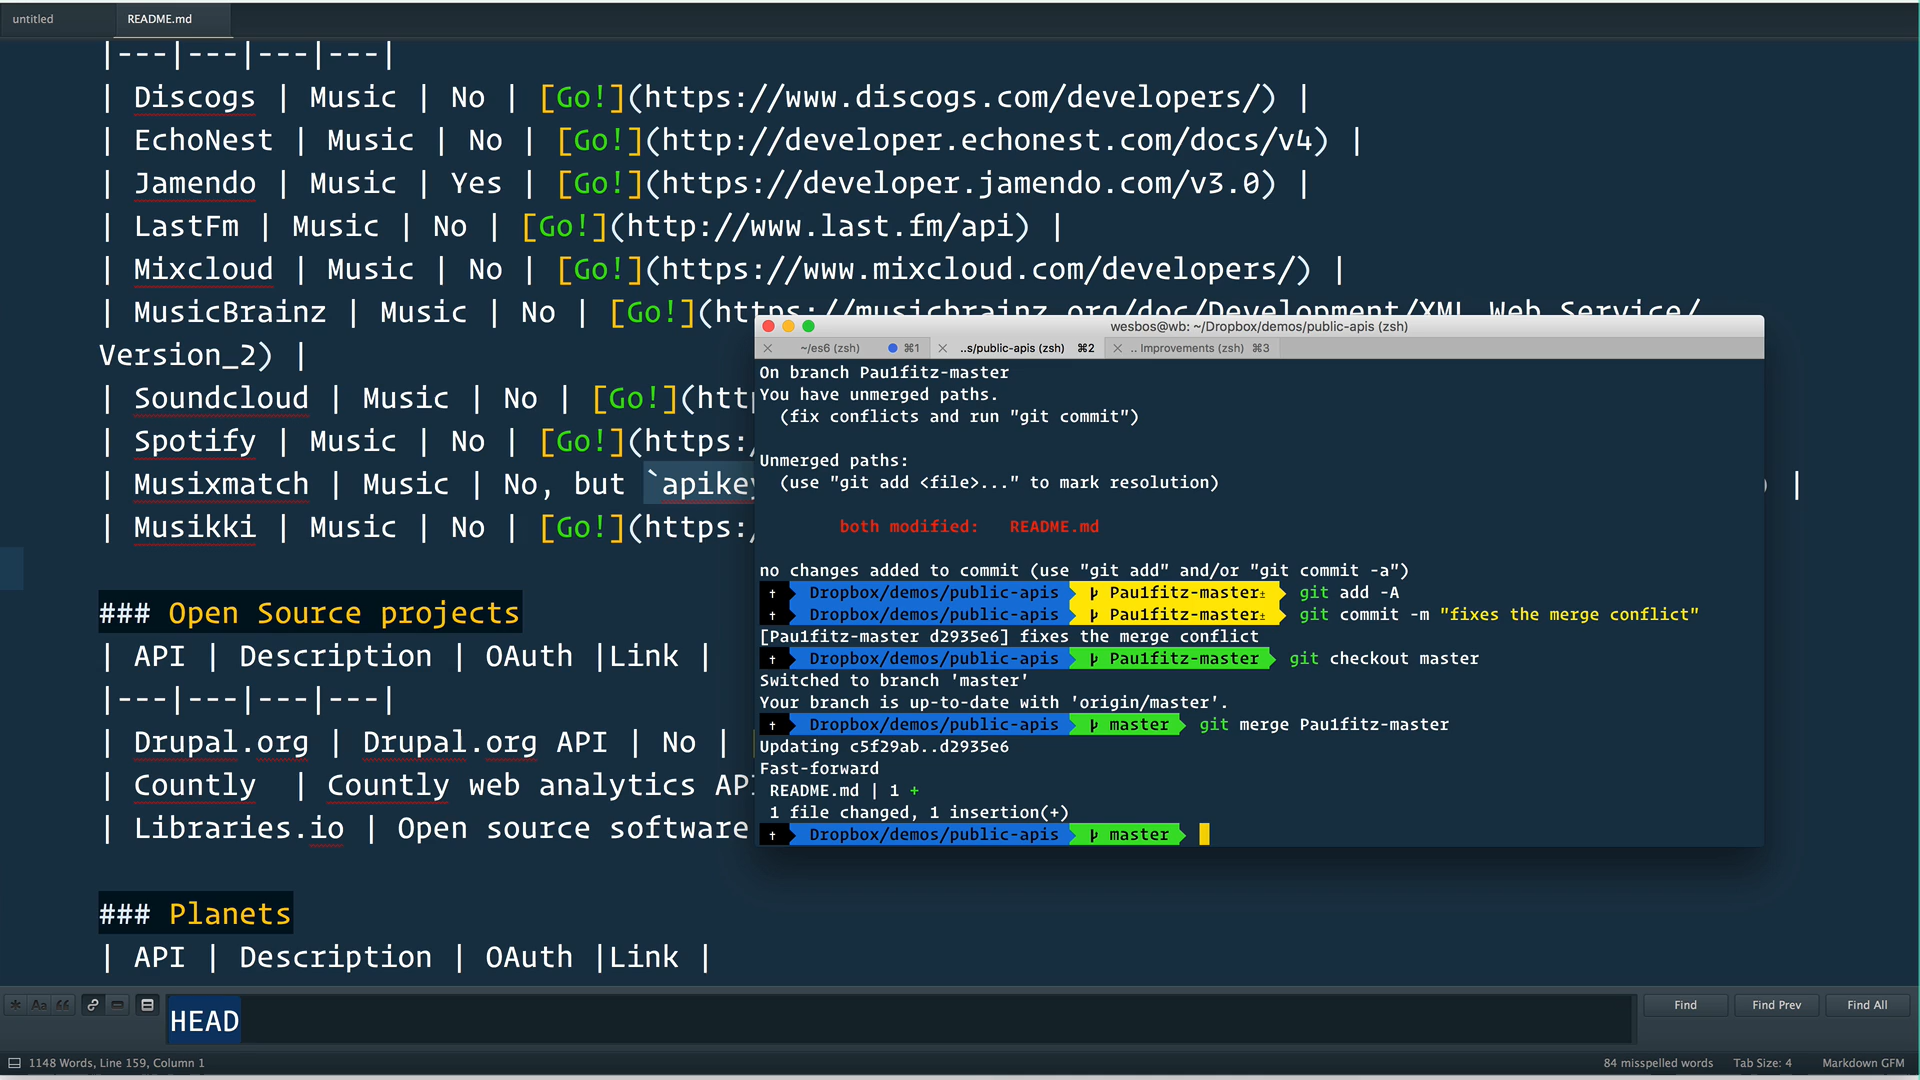 untitled
README.md
|---|---|---|---|
| Discogs | Music | No | [Go!](https://www.discogs.com/developers/) |
| EchoNest | Music | No | [Go!](http://developer.echonest.com/docs/v4) |
| Jamendo | Music | Yes | [Go!](https://developer.jamendo.com/v3.0) |
| LastFm | Music | No | [Go!](http://www.last.fm/api) |
| Mixcloud | Music | No | [Go!](https://www.mixcloud.com/developers/) |
| MusicBrainz | Music | No | [Go!](https://musicbrainz.org/doc/Development/XML_Web_Service/
Version_2) |
| Soundcloud | Music | No | [Go!](htt
| Spotify | Music | No | [Go!](https:/
| Musixmatch | Music | No, but `apikey ) |
| Musikki | Music | No | [Go!](https:/
### Open Source projects
| API | Description | OAuth |Link |
|---|---|---|---|
| Drupal.org | Drupal.org API | No |
| Countly | Countly web analytics API
| Libraries.io | Open source software
### Planets
| API | Description | OAuth |Link |
wesbos@wb: ~/Dropbox/demos/public-apis (zsh)
~/es6 (zsh) ⌘1
..s/public-apis (zsh) ⌘2
.. Improvements (zsh) ⌘3
On branch Pau1fitz-master
You have unmerged paths.
(fix conflicts and run "git commit")
Unmerged paths:
(use "git add <file>..." to mark resolution)
both modified: README.md
no changes added to commit (use "git add" and/or "git commit -a")
† Dropbox/demos/public-apis Pau1fitz-master± git add -A
† Dropbox/demos/public-apis Pau1fitz-master± git commit -m "fixes the merge conflict"
[Pau1fitz-master d2935e6] fixes the merge conflict
† Dropbox/demos/public-apis Pau1fitz-master git checkout master
Switched to branch 'master'
Your branch is up-to-date with 'origin/master'.
† Dropbox/demos/public-apis master git merge Pau1fitz-master
Updating c5f29ab..d2935e6
Fast-forward
README.md | 1 +
1 file changed, 1 insertion(+)
† Dropbox/demos/public-apis master
* Aa “
HEAD
Find
Find Prev
Find All
1148 Words, Line 159, Column 1
84 misspelled words
Tab Size: 4
Markdown GFM